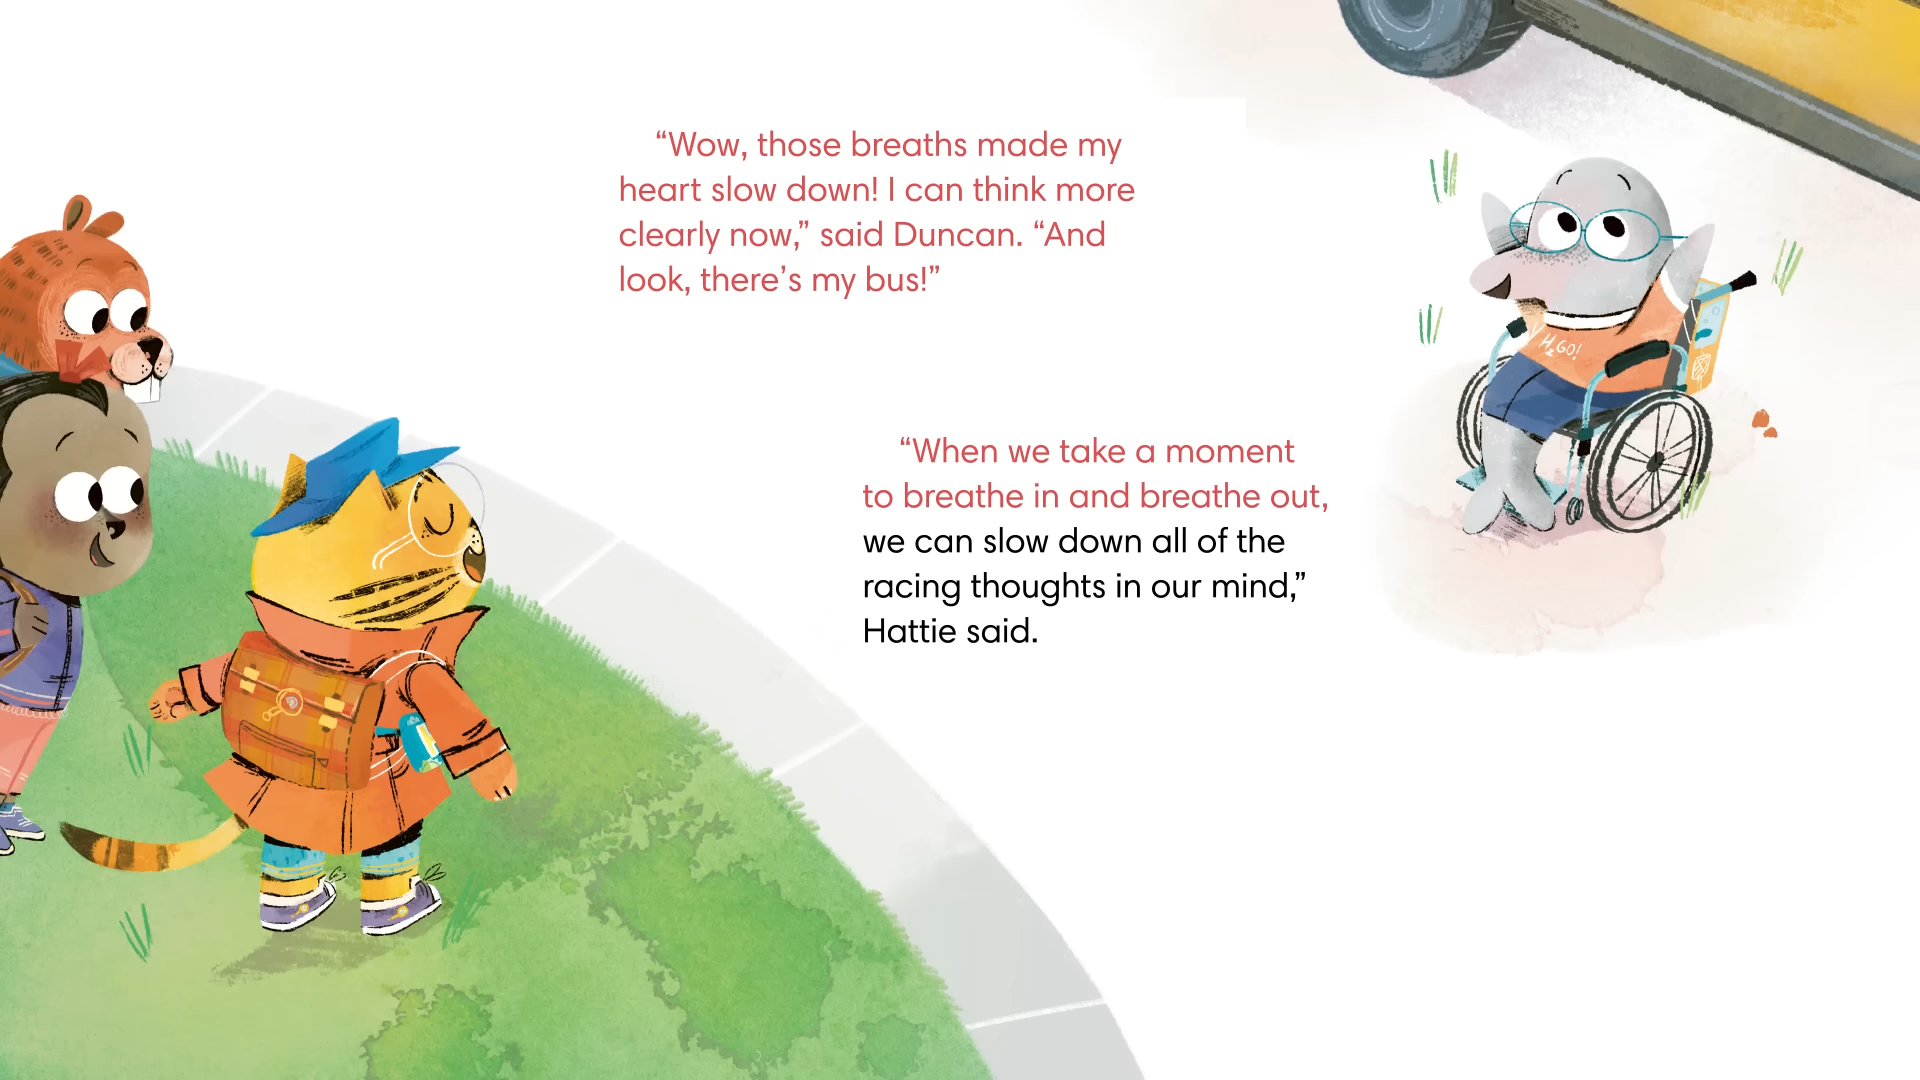 “Wow, those breaths made my
heart slow down! I can think more
clearly now,” said Duncan. “And
look, there’s my bus!”
“When we take a moment
to breathe in and breathe out,
we can slow down all of the
racing thoughts in our mind,”
Hattie said.
H₂GO!